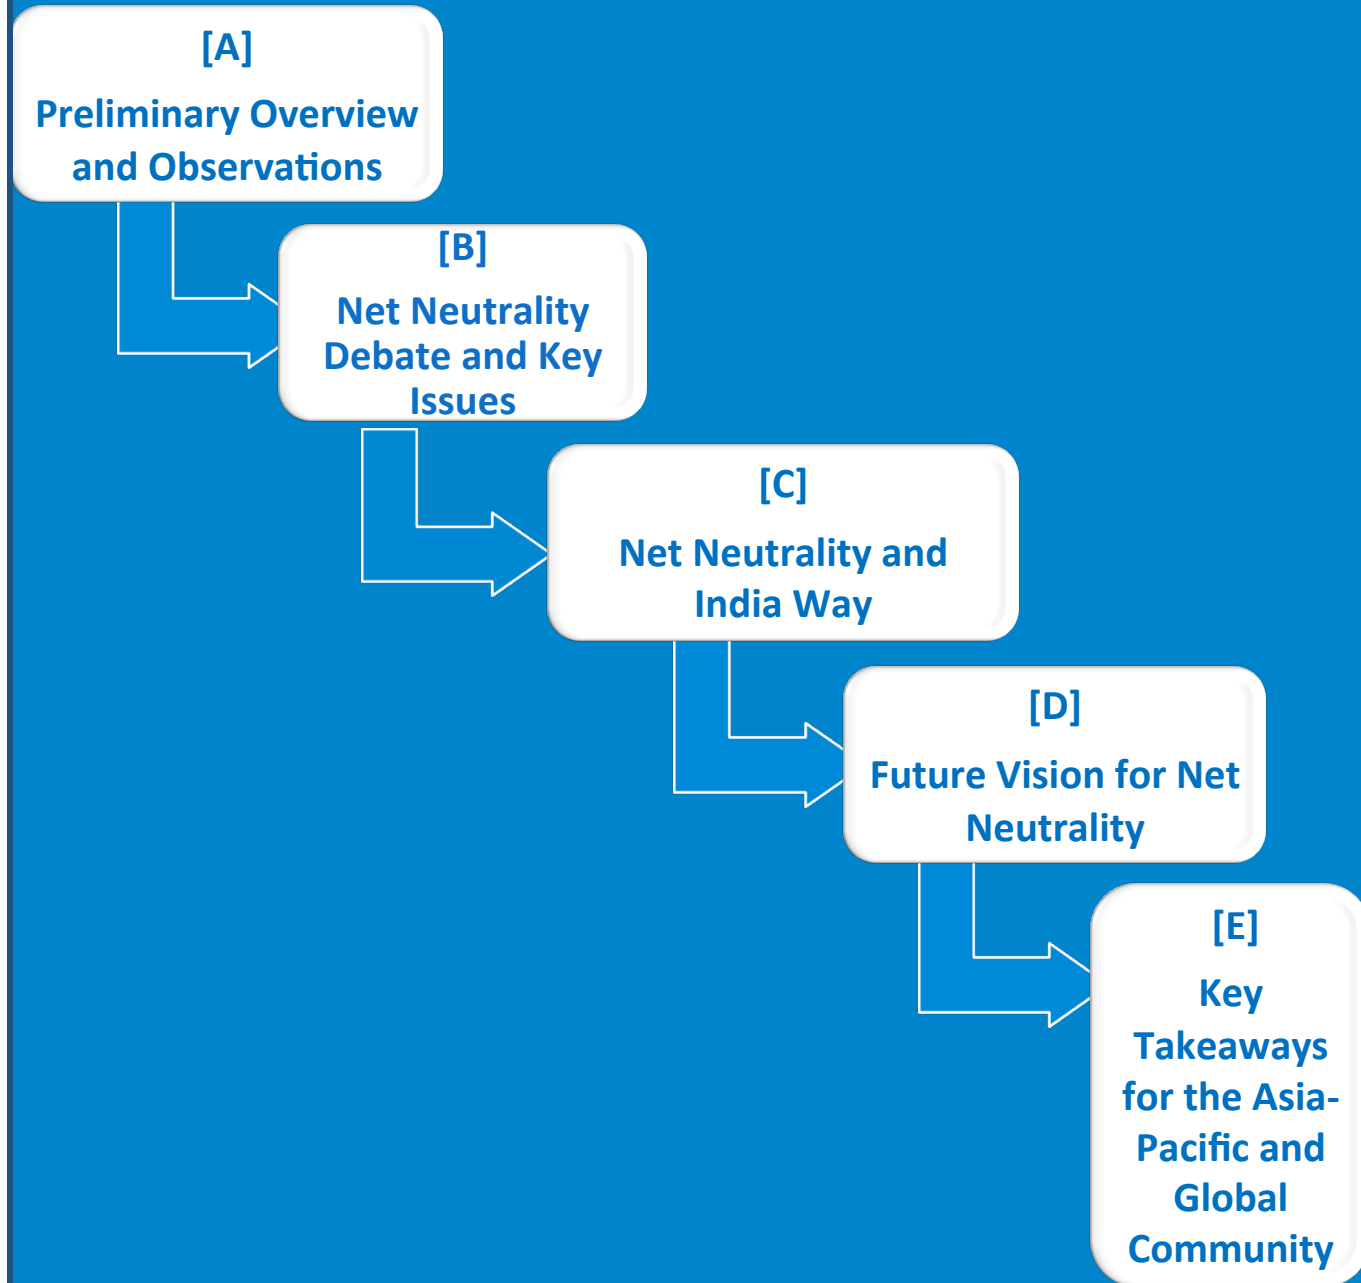 [A]
Preliminary Overview
and Observations
[B]
Net Neutrality
Debate and Key
Issues
[C]
Net Neutrality and
India Way
[D]
Future Vision for Net
Neutrality
[E]
Key
Takeaways
for the Asia-
Pacific and
Global
Community